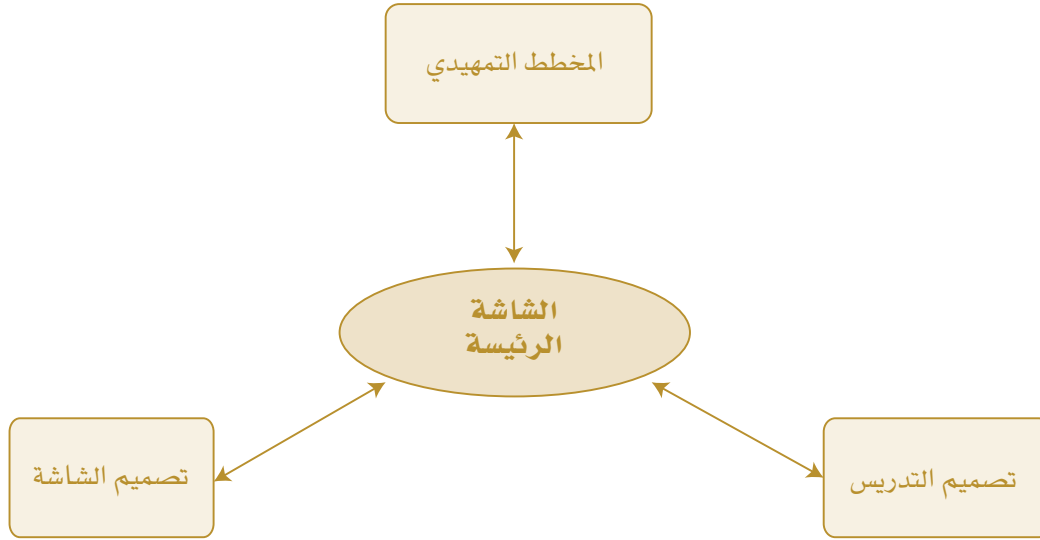 المخطط التمهيدي
الشاشة
الرئيسة
تصميم التدريس
تصميم الشاشة